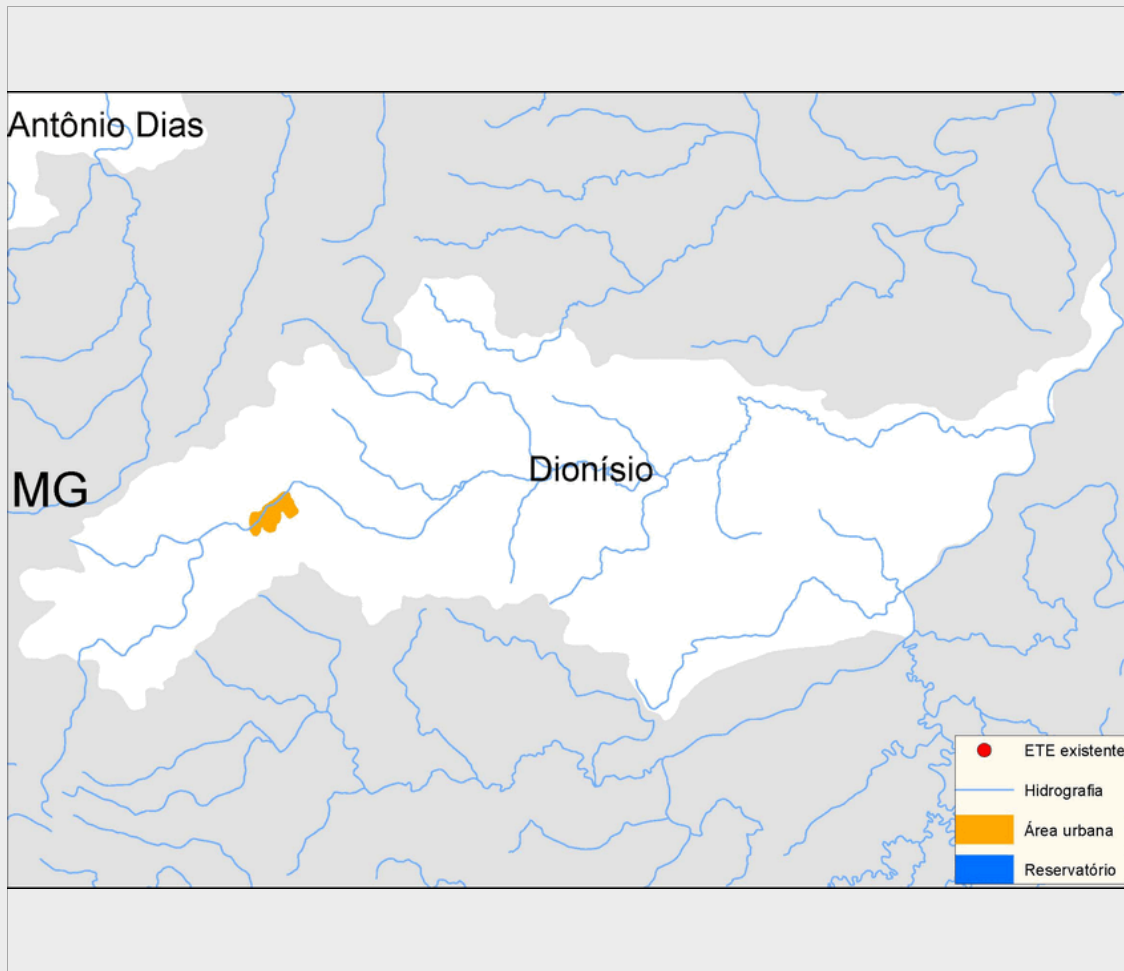 Antônio Dias
Dionísio
MG
ETE existente
Hidrografia
Área urbana
Reservatório